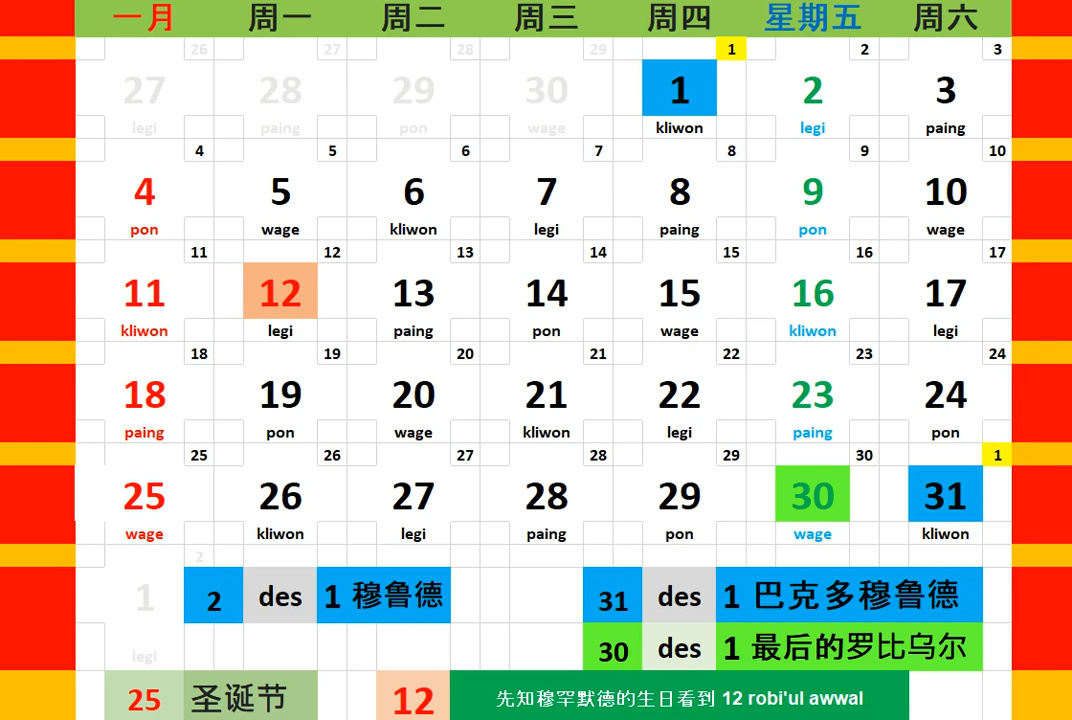 一月 周一 周二 周三 周四 星期五 周六
26 27 28 29 1 2 3
27 28 29 30 1 2 3
legi paing pon wage kliwon legi paing
4 5 6 7 8 9 10
4 5 6 7 8 9 10
pon wage kliwon legi paing pon wage
11 12 13 14 15 16 17
11 12 13 14 15 16 17
kliwon legi paing pon wage kliwon legi
18 19 20 21 22 23 24
18 19 20 21 22 23 24
paing pon wage kliwon legi paing pon
25 26 27 28 29 30 1
25 26 27 28 29 30 31
wage kliwon legi paing pon wage kliwon
2
1 2 des 1 穆鲁德 31 des 1 巴克多穆鲁德
legi 30 des 1 最后的罗比乌尔
25 圣诞节 12 先知穆罕默德的生日看到 12 robi'ul awwal